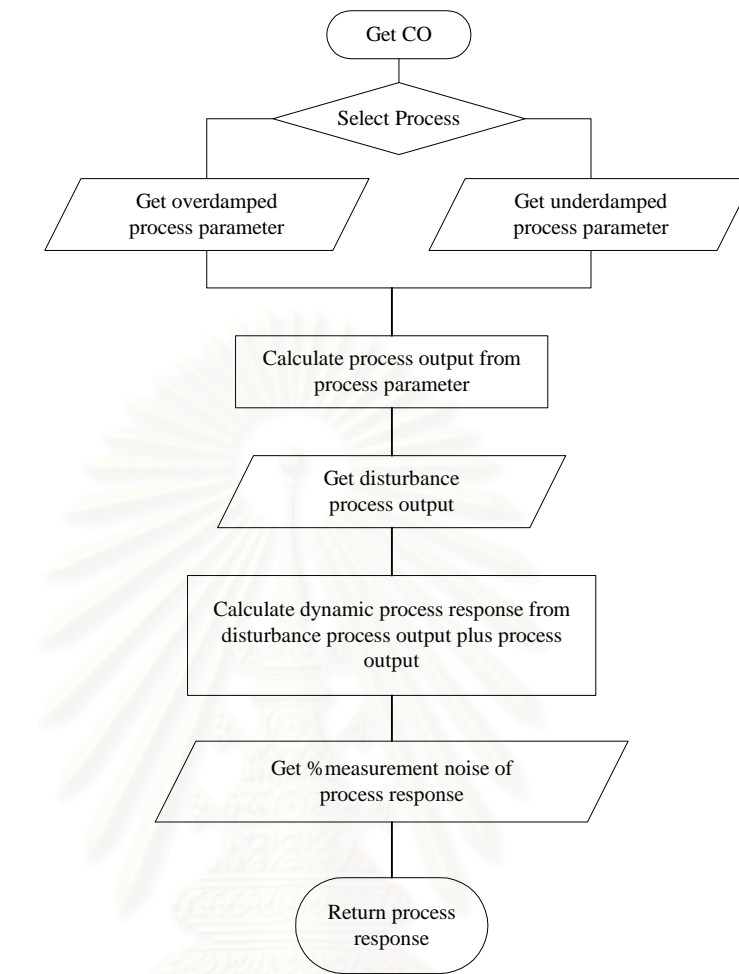 Get CO
Select Process
Get overdamped
process parameter
Get underdamped
process parameter
Calculate process output from
process parameter
Get disturbance
process output
Calculate dynamic process response from
disturbance process output plus process
output
Get %measurement noise of
process response
Return process
response